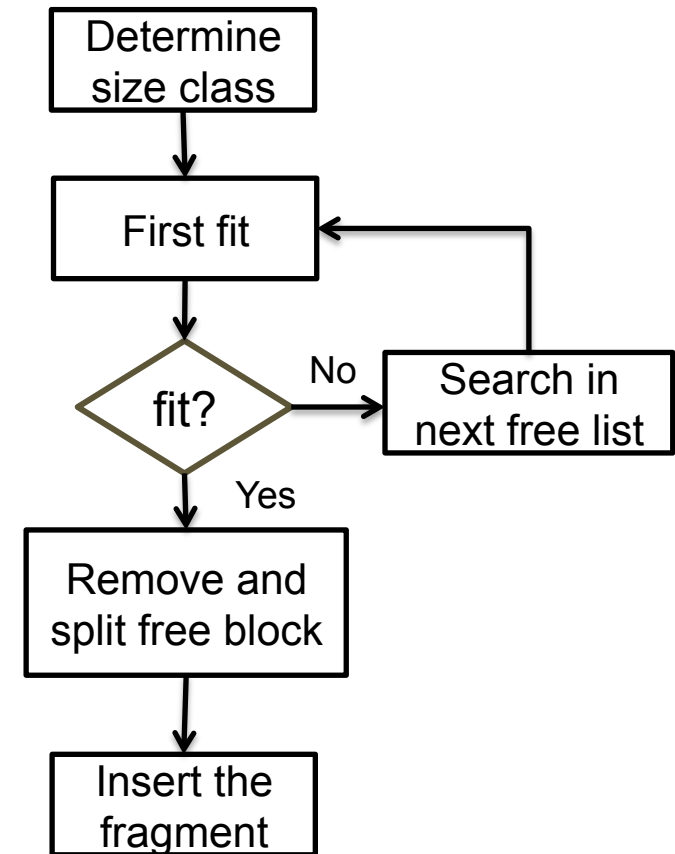 Determine
size class
First fit
fit?
No
Search in
next free list
Yes
Remove and
split free block
Insert the
fragment